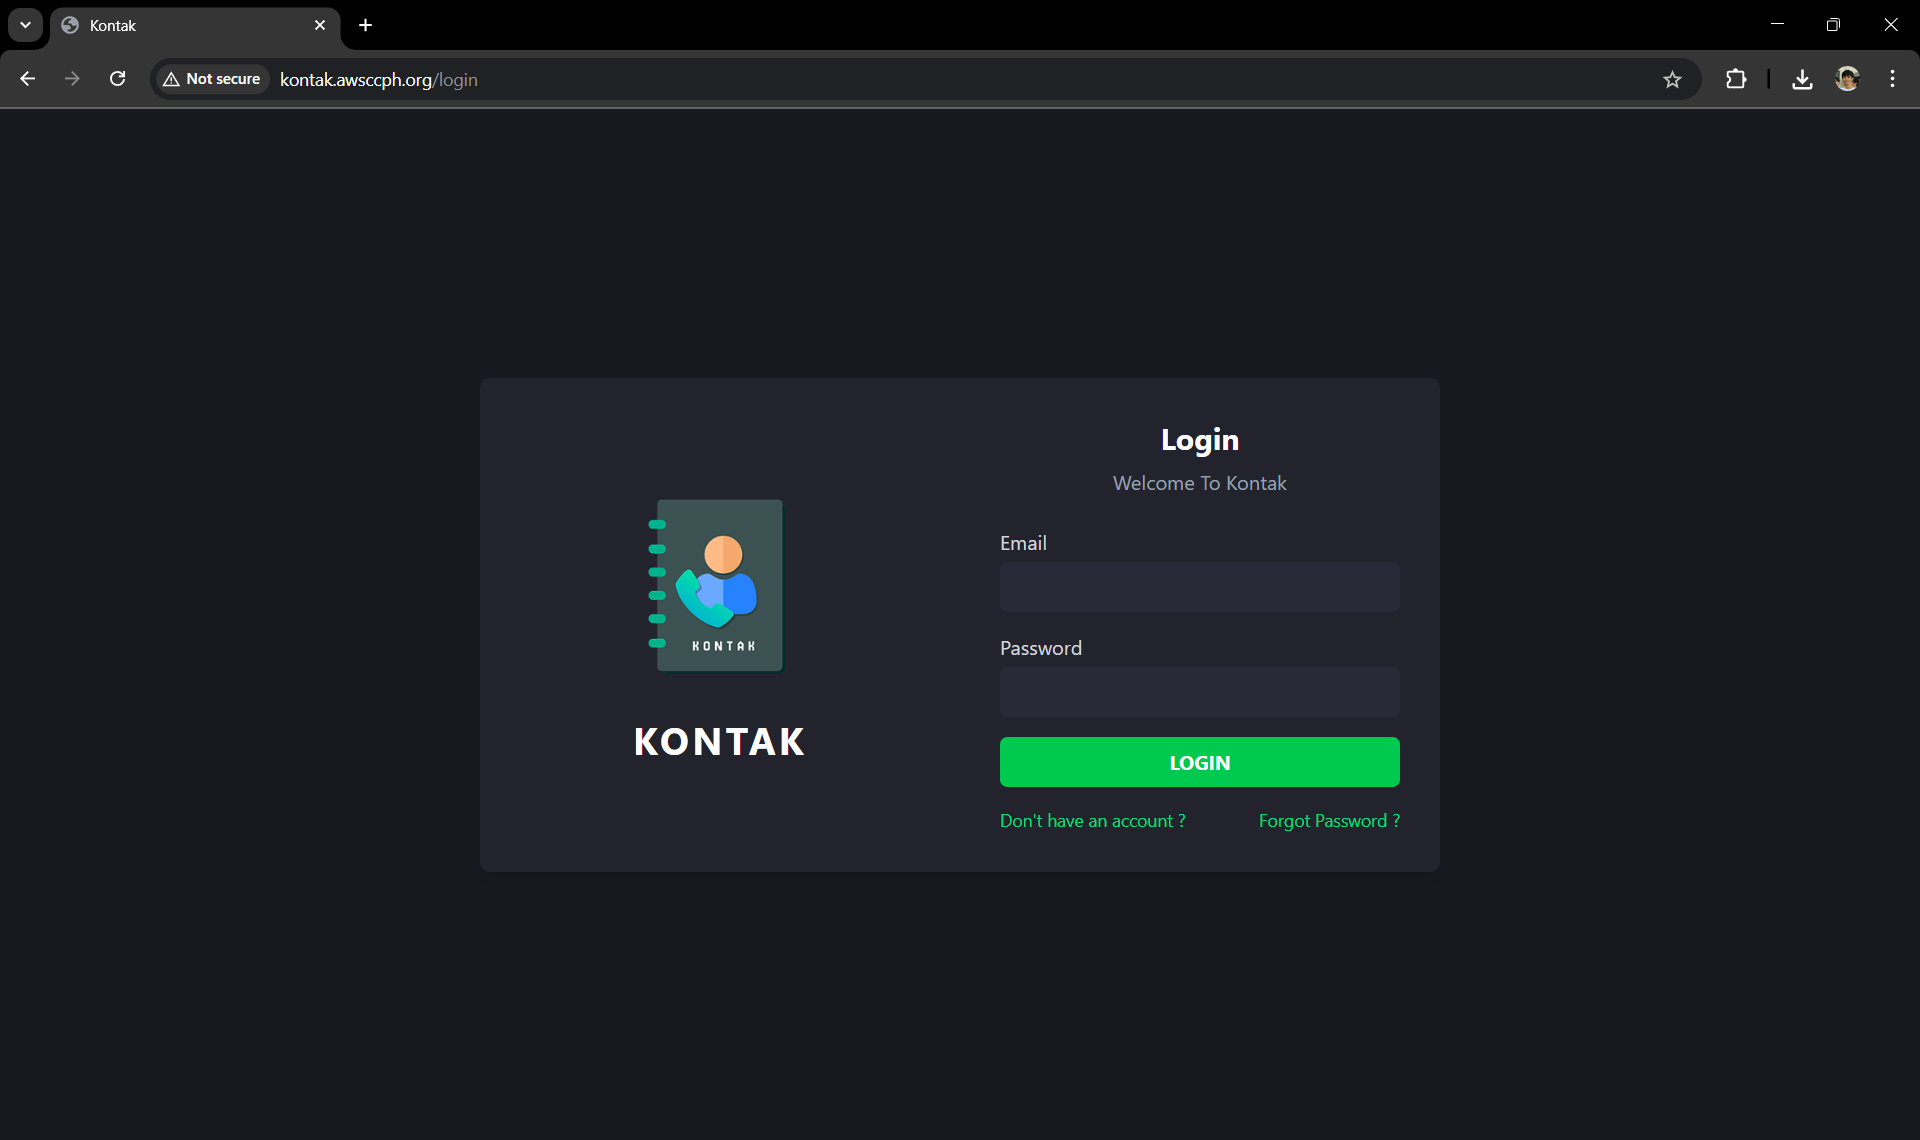 Kontak
Not secure
kontak.awsccph.org/login
Login
Welcome To Kontak
Email
Password
LOGIN
Don't have an account ?
Forgot Password ?
KONTAK
KONTAK